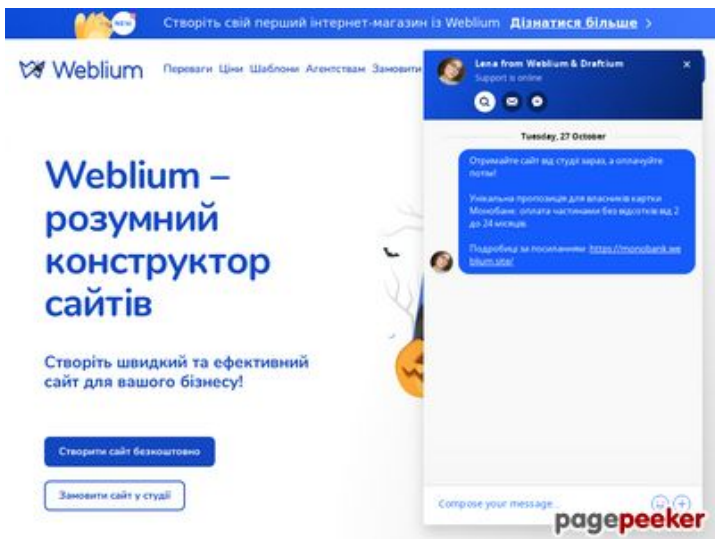 NEW
Створіть свій перший інтернет-магазин із Weblium Дізнатися більше >
Weblium
Переваги Ціни Шаблони Агентствам Замовити
Weblium –
розумний
конструктор
сайтів
Створіть швидкий та ефективний
сайт для вашого бізнесу!
Створити сайт безкоштовно
Замовити сайт у студії
Lena from Weblium & Draftium
Support is online
Tuesday, 27 October
Отримайте сайт від студії зараз, а оплачуйте
потім!
Унікальна пропозиція для власників картки
Монобанк: оплата частинами без відсотків від 2
до 24 місяців.
Подробиці за посиланням: https://monobank.we
blium.site/
Compose your message...
pagepeeker